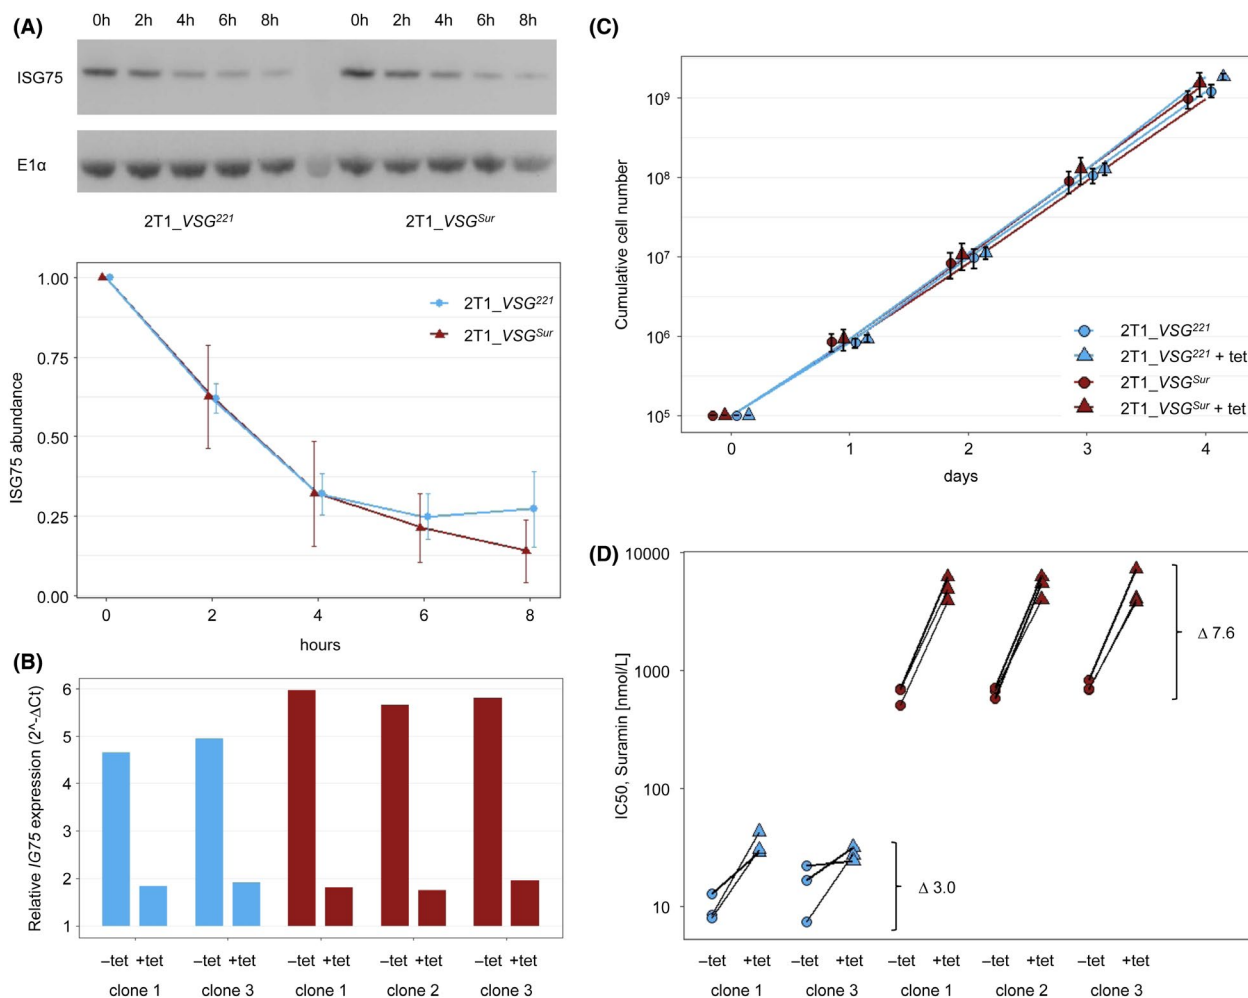 (A)
0h 2h 4h 6h 8h 0h 2h 4h 6h 8h
ISG75
E1α
2T1_VSG²²¹ 2T1_VSGˢᵘʳ
ISG75 abundance
1.00
0.75
0.50
0.25
0.00
2T1_VSG²²¹
2T1_VSGˢᵘʳ
0 2 4 6 8
hours
(B)
Relative IG75 expression (2^-ΔCt)
6
5
4
3
2
1
–tet +tet –tet +tet –tet +tet –tet +tet –tet +tet
clone 1 clone 3 clone 1 clone 2 clone 3
(C)
Cumulative cell number
10⁹
10⁸
10⁷
10⁶
10⁵
2T1_VSG²²¹
2T1_VSG²²¹ + tet
2T1_VSGˢᵘʳ
2T1_VSGˢᵘʳ + tet
0 1 2 3 4
days
(D)
IC50, Suramin [nmol/L]
10000
1000
100
10
Δ 7.6
Δ 3.0
–tet +tet –tet +tet –tet +tet –tet +tet –tet +tet
clone 1 clone 3 clone 1 clone 2 clone 3